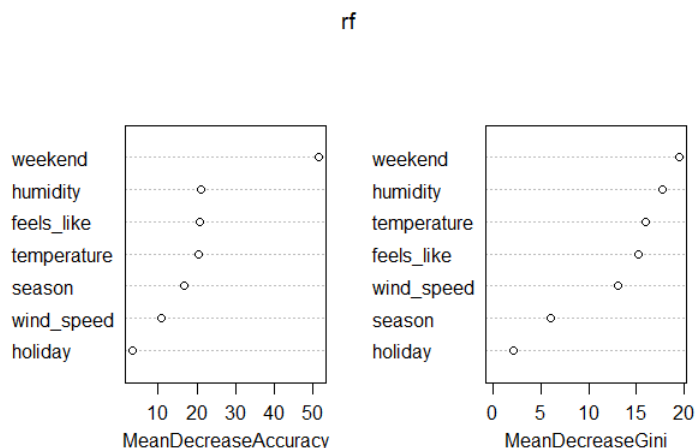 rf
weekend
humidity
feels_like
temperature
season
wind_speed
holiday
10 20 30 40 50
MeanDecreaseAccuracy
weekend
humidity
temperature
feels_like
wind_speed
season
holiday
0 5 10 15 20
MeanDecreaseGini